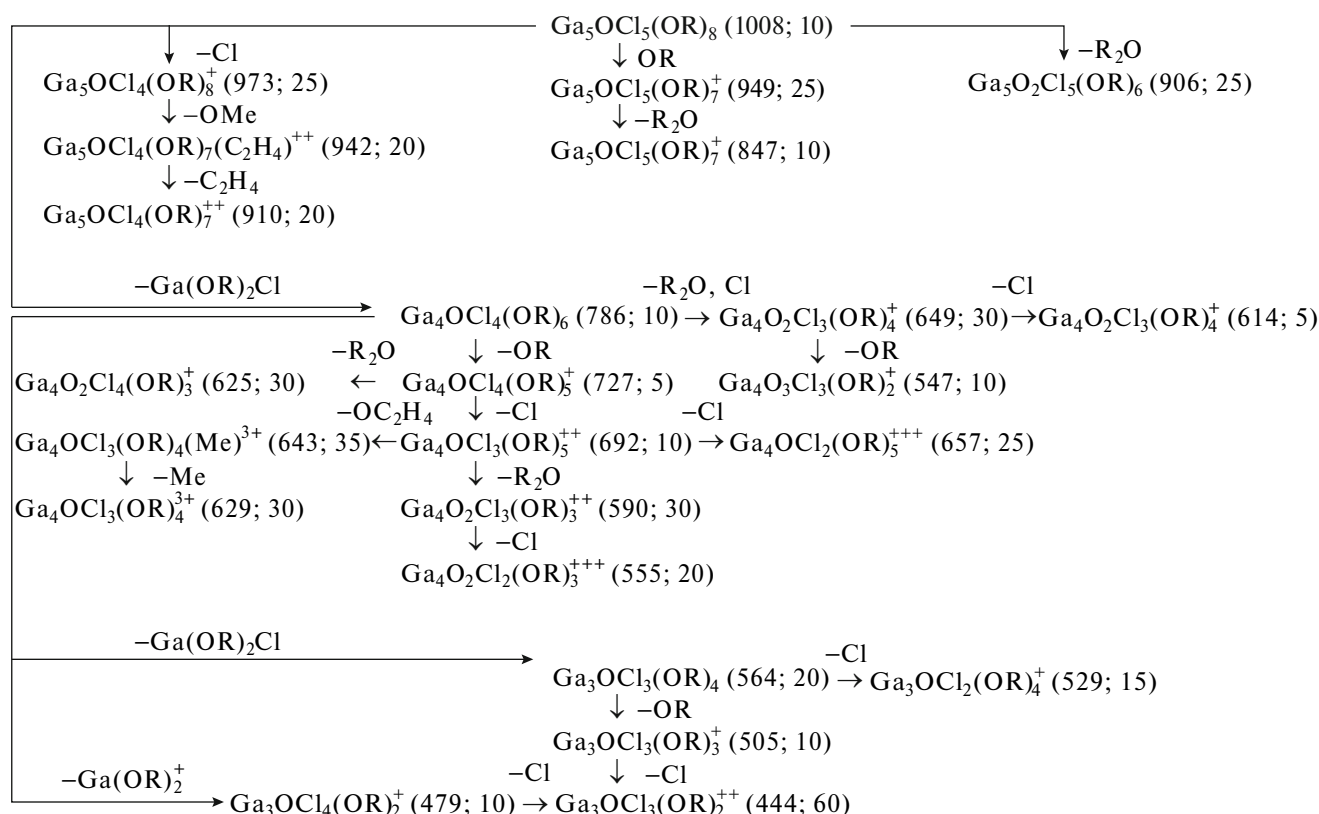 Ga₅OCl₅(OR)₈ (1008; 10)
−Cl
↓ OR
−R₂O
Ga₅OCl₄(OR)₈⁺ (973; 25)
Ga₅OCl₅(OR)₇⁺ (949; 25)
Ga₅O₂Cl₅(OR)₆ (906; 25)
↓ −OMe
↓ −R₂O
Ga₅OCl₄(OR)₇(C₂H₄)⁺⁺ (942; 20)
Ga₅OCl₅(OR)₇⁺ (847; 10)
↓ −C₂H₄
Ga₅OCl₄(OR)₇⁺⁺ (910; 20)
−Ga(OR)₂Cl
Ga₄OCl₄(OR)₆ (786; 10) −R₂O, Cl → Ga₄O₂Cl₃(OR)₄⁺ (649; 30) −Cl → Ga₄O₂Cl₃(OR)₄⁺ (614; 5)
↓ −OR
↓ −OR
Ga₄O₂Cl₄(OR)₃⁺ (625; 30) −R₂O ← Ga₄OCl₄(OR)₅⁺ (727; 5)
Ga₄O₃Cl₃(OR)₂⁺ (547; 10)
↓ −Cl
Ga₄OCl₃(OR)₄(Me)³⁺ (643; 35) −OC₂H₄ ← Ga₄OCl₃(OR)₅⁺⁺ (692; 10) −Cl → Ga₄OCl₂(OR)₅⁺⁺⁺ (657; 25)
↓ −Me
↓ −R₂O
Ga₄OCl₃(OR)₄³⁺ (629; 30)
Ga₄O₂Cl₃(OR)₃⁺⁺ (590; 30)
↓ −Cl
Ga₄O₂Cl₂(OR)₃⁺⁺⁺ (555; 20)
−Ga(OR)₂Cl
Ga₃OCl₃(OR)₄ (564; 20) −Cl → Ga₃OCl₂(OR)₄⁺ (529; 15)
↓ −OR
Ga₃OCl₃(OR)₃⁺ (505; 10)
↓ −Cl
−Ga(OR)₂⁺
Ga₃OCl₄(OR)₂⁺ (479; 10) −Cl → Ga₃OCl₃(OR)₂⁺⁺ (444; 60)